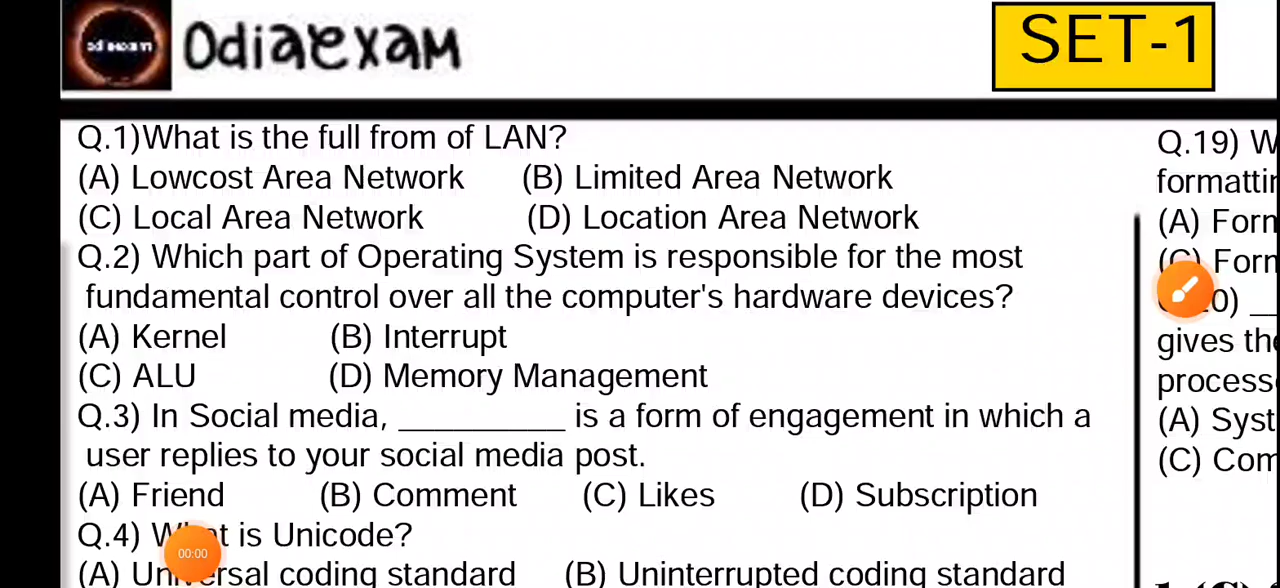 odiaexam
Odiaexam
SET-1
Q.1)What is the full from of LAN?
(A) Lowcost Area Network (B) Limited Area Network
(C) Local Area Network (D) Location Area Network
Q.2) Which part of Operating System is responsible for the most
fundamental control over all the computer's hardware devices?
(A) Kernel (B) Interrupt
(C) ALU (D) Memory Management
Q.3) In Social media, _________ is a form of engagement in which a
user replies to your social media post.
(A) Friend (B) Comment (C) Likes (D) Subscription
Q.4) What is Unicode?
00:00
(A) Universal coding standard (B) Uninterrupted coding standard
Q.19)
(A)
(C)
gives
(A)
(C)